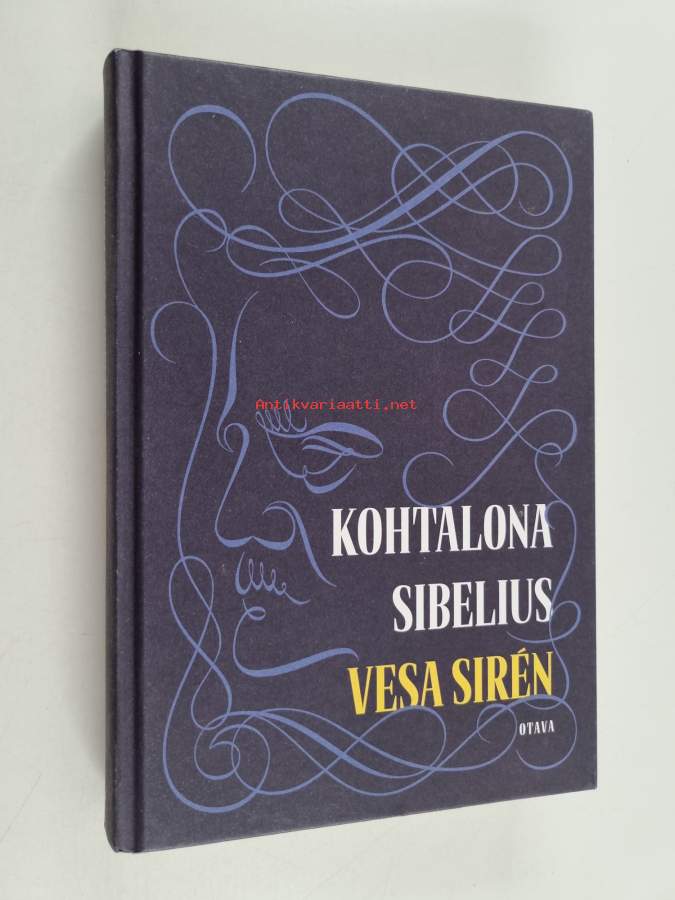 Antikvariaatti.net
KOHTALONA
SIBELIUS
VESA SIRÉN
OTAVA